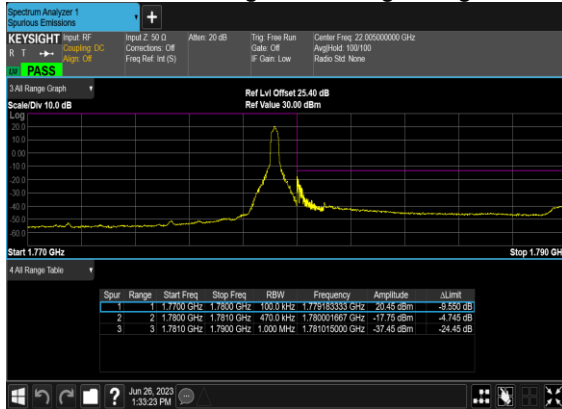 Spectrum Analyzer 1
Spurious Emissions
+
KEYSIGHT Input: RF Input Z: 50 Ω Atten: 20 dB Trig: Free Run Center Freq: 22.005000000 GHz
R T Coupling: DC Corrections: Off Gate: Off Avg|Hold: 100/100
Align: Off Freq Ref: Int (S) IF Gain: Low Radio Std: None
PASS
3 All Range Graph
Ref Lvl Offset 25.40 dB
Scale/Div 10.0 dB Ref Value 30.00 dBm
Log
20.0
10.0
0.00
-10.0
-20.0
-30.0
-40.0
-50.0
-60.0
Start 1.770 GHz Stop 1.790 GH
4 All Range Table
Spur Range Start Freq Stop Freq RBW Frequency Amplitude ΔLimit
1 1 1.7700 GHz 1.7800 GHz 100.0 kHz 1.779183333 GHz 20.45 dBm -9.550 dB
2 2 1.7800 GHz 1.7810 GHz 470.0 kHz 1.780001667 GHz -17.75 dBm -4.745 dB
3 3 1.7810 GHz 1.7900 GHz 1.000 MHz 1.781015000 GHz -37.45 dBm -24.45 dB
? Jun 26, 2023
1:33:23 PM